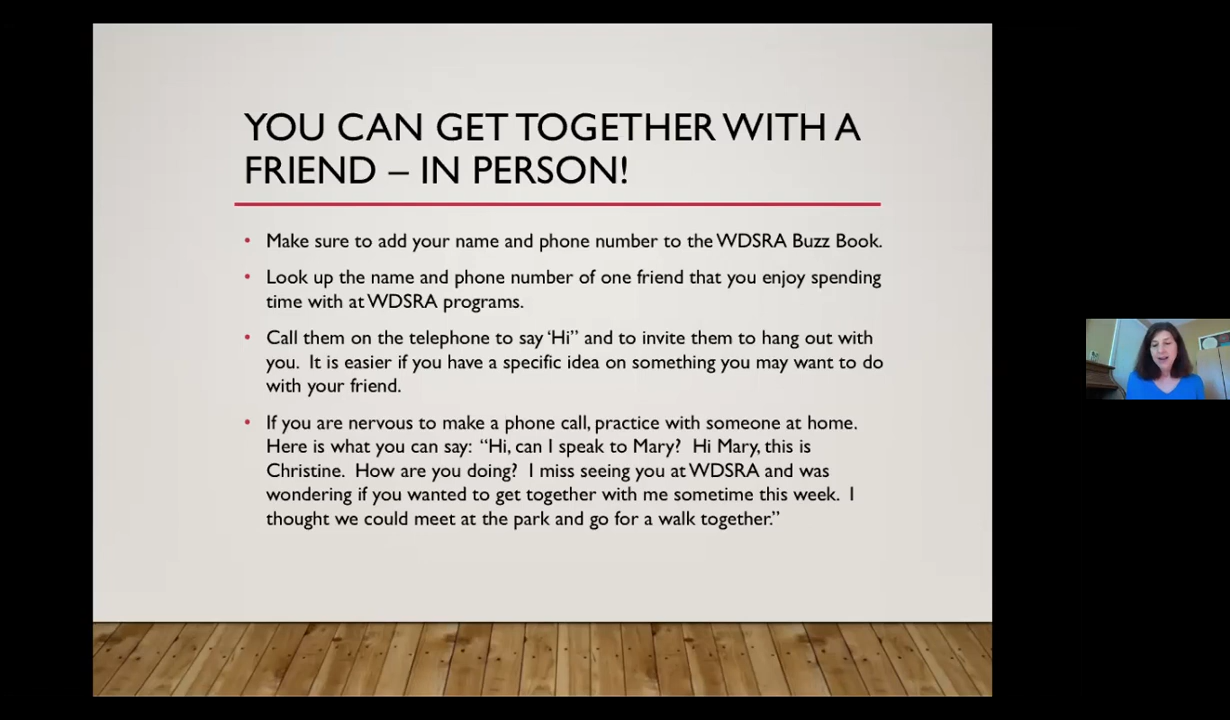 YOU CAN GET TOGETHER WITH A
FRIEND – IN PERSON!
• Make sure to add your name and phone number to the WDSRA Buzz Book.
• Look up the name and phone number of one friend that you enjoy spending
time with at WDSRA programs.
• Call them on the telephone to say ‘Hi” and to invite them to hang out with
you.  It is easier if you have a specific idea on something you may want to do
with your friend.
• If you are nervous to make a phone call, practice with someone at home.
Here is what you can say:  “Hi, can I speak to Mary?  Hi Mary, this is
Christine.  How are you doing?  I miss seeing you at WDSRA and was
wondering if you wanted to get together with me sometime this week.  I
thought we could meet at the park and go for a walk together.”